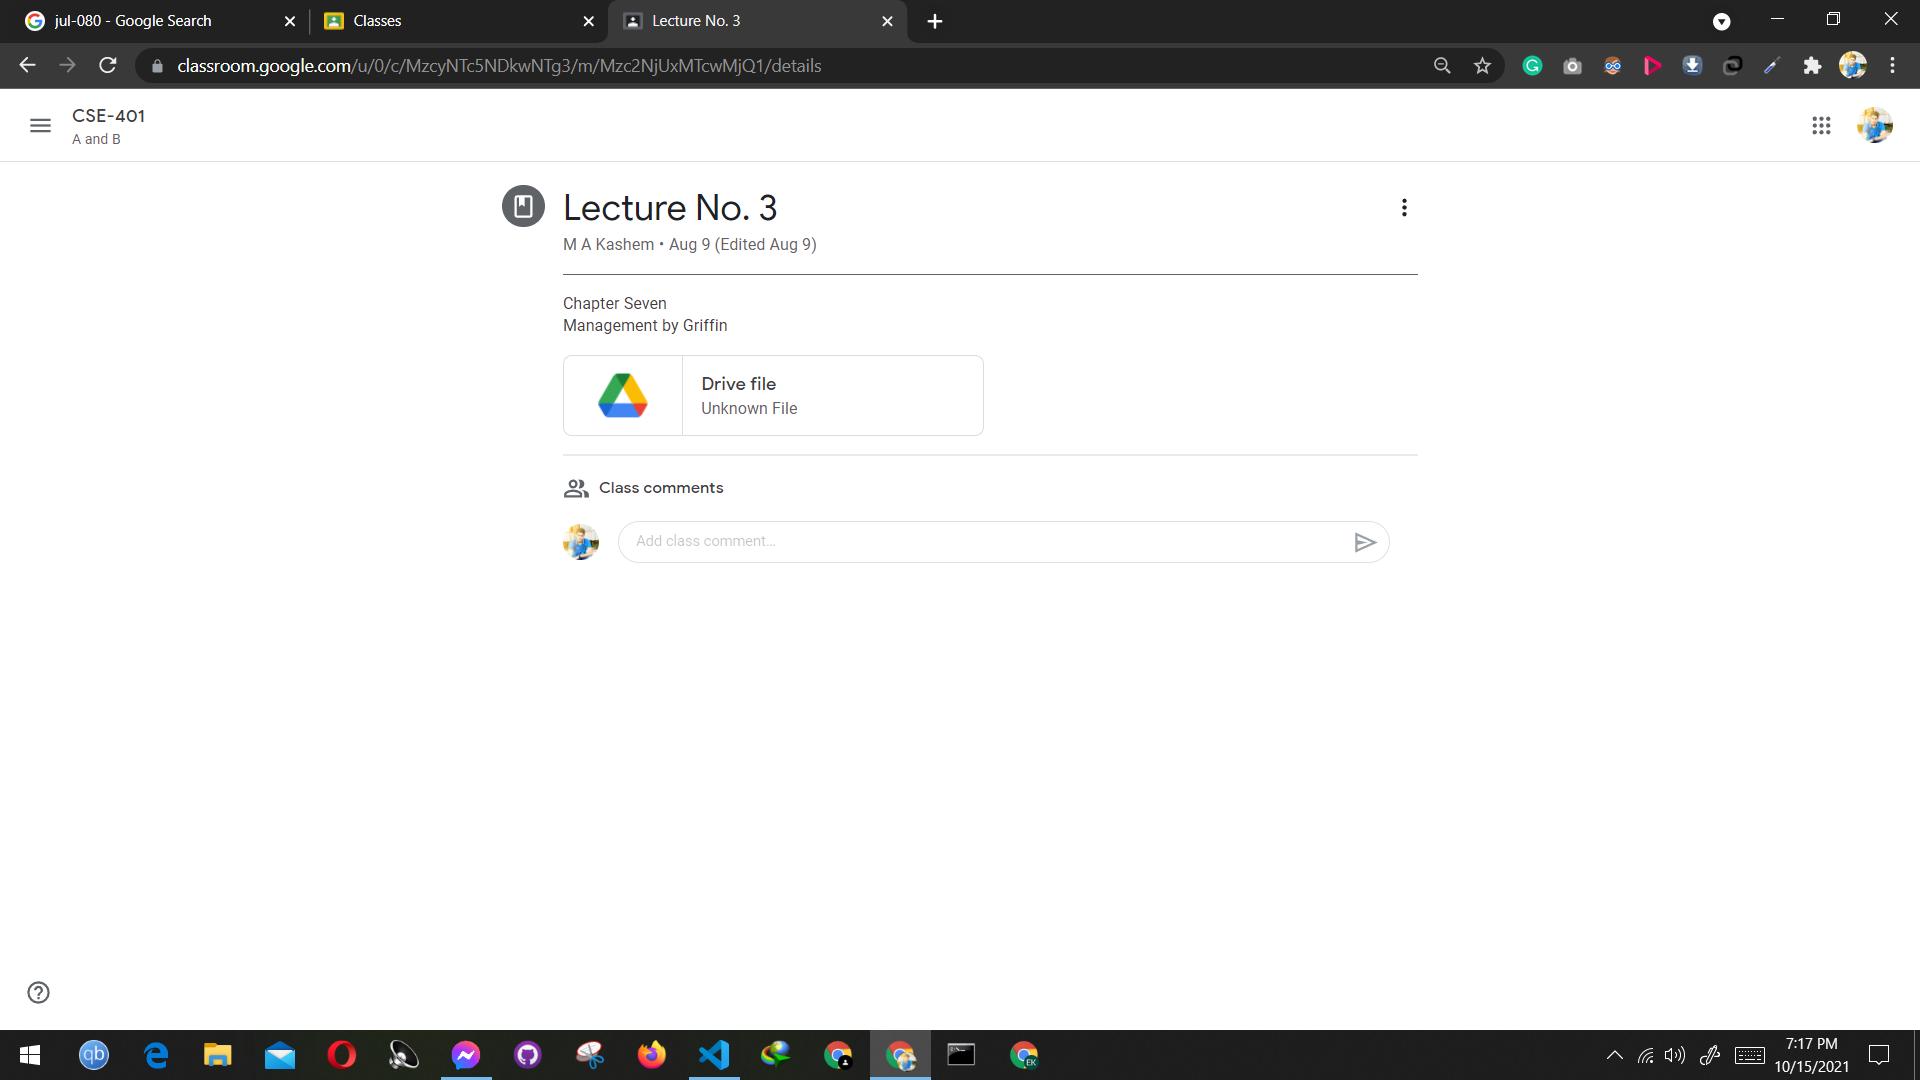 jul-080 - Google Search
Classes
Lecture No. 3
classroom.google.com/u/0/c/MzcyNTc5NDkwNTg3/m/Mzc2NjUxMTcwMjQ1/details
CSE-401
A and B
Lecture No. 3
M A Kashem • Aug 9 (Edited Aug 9)
Chapter Seven
Management by Griffin
Drive file
Unknown File
Class comments
Add class comment...
qb
EK
7:17 PM
10/15/2021